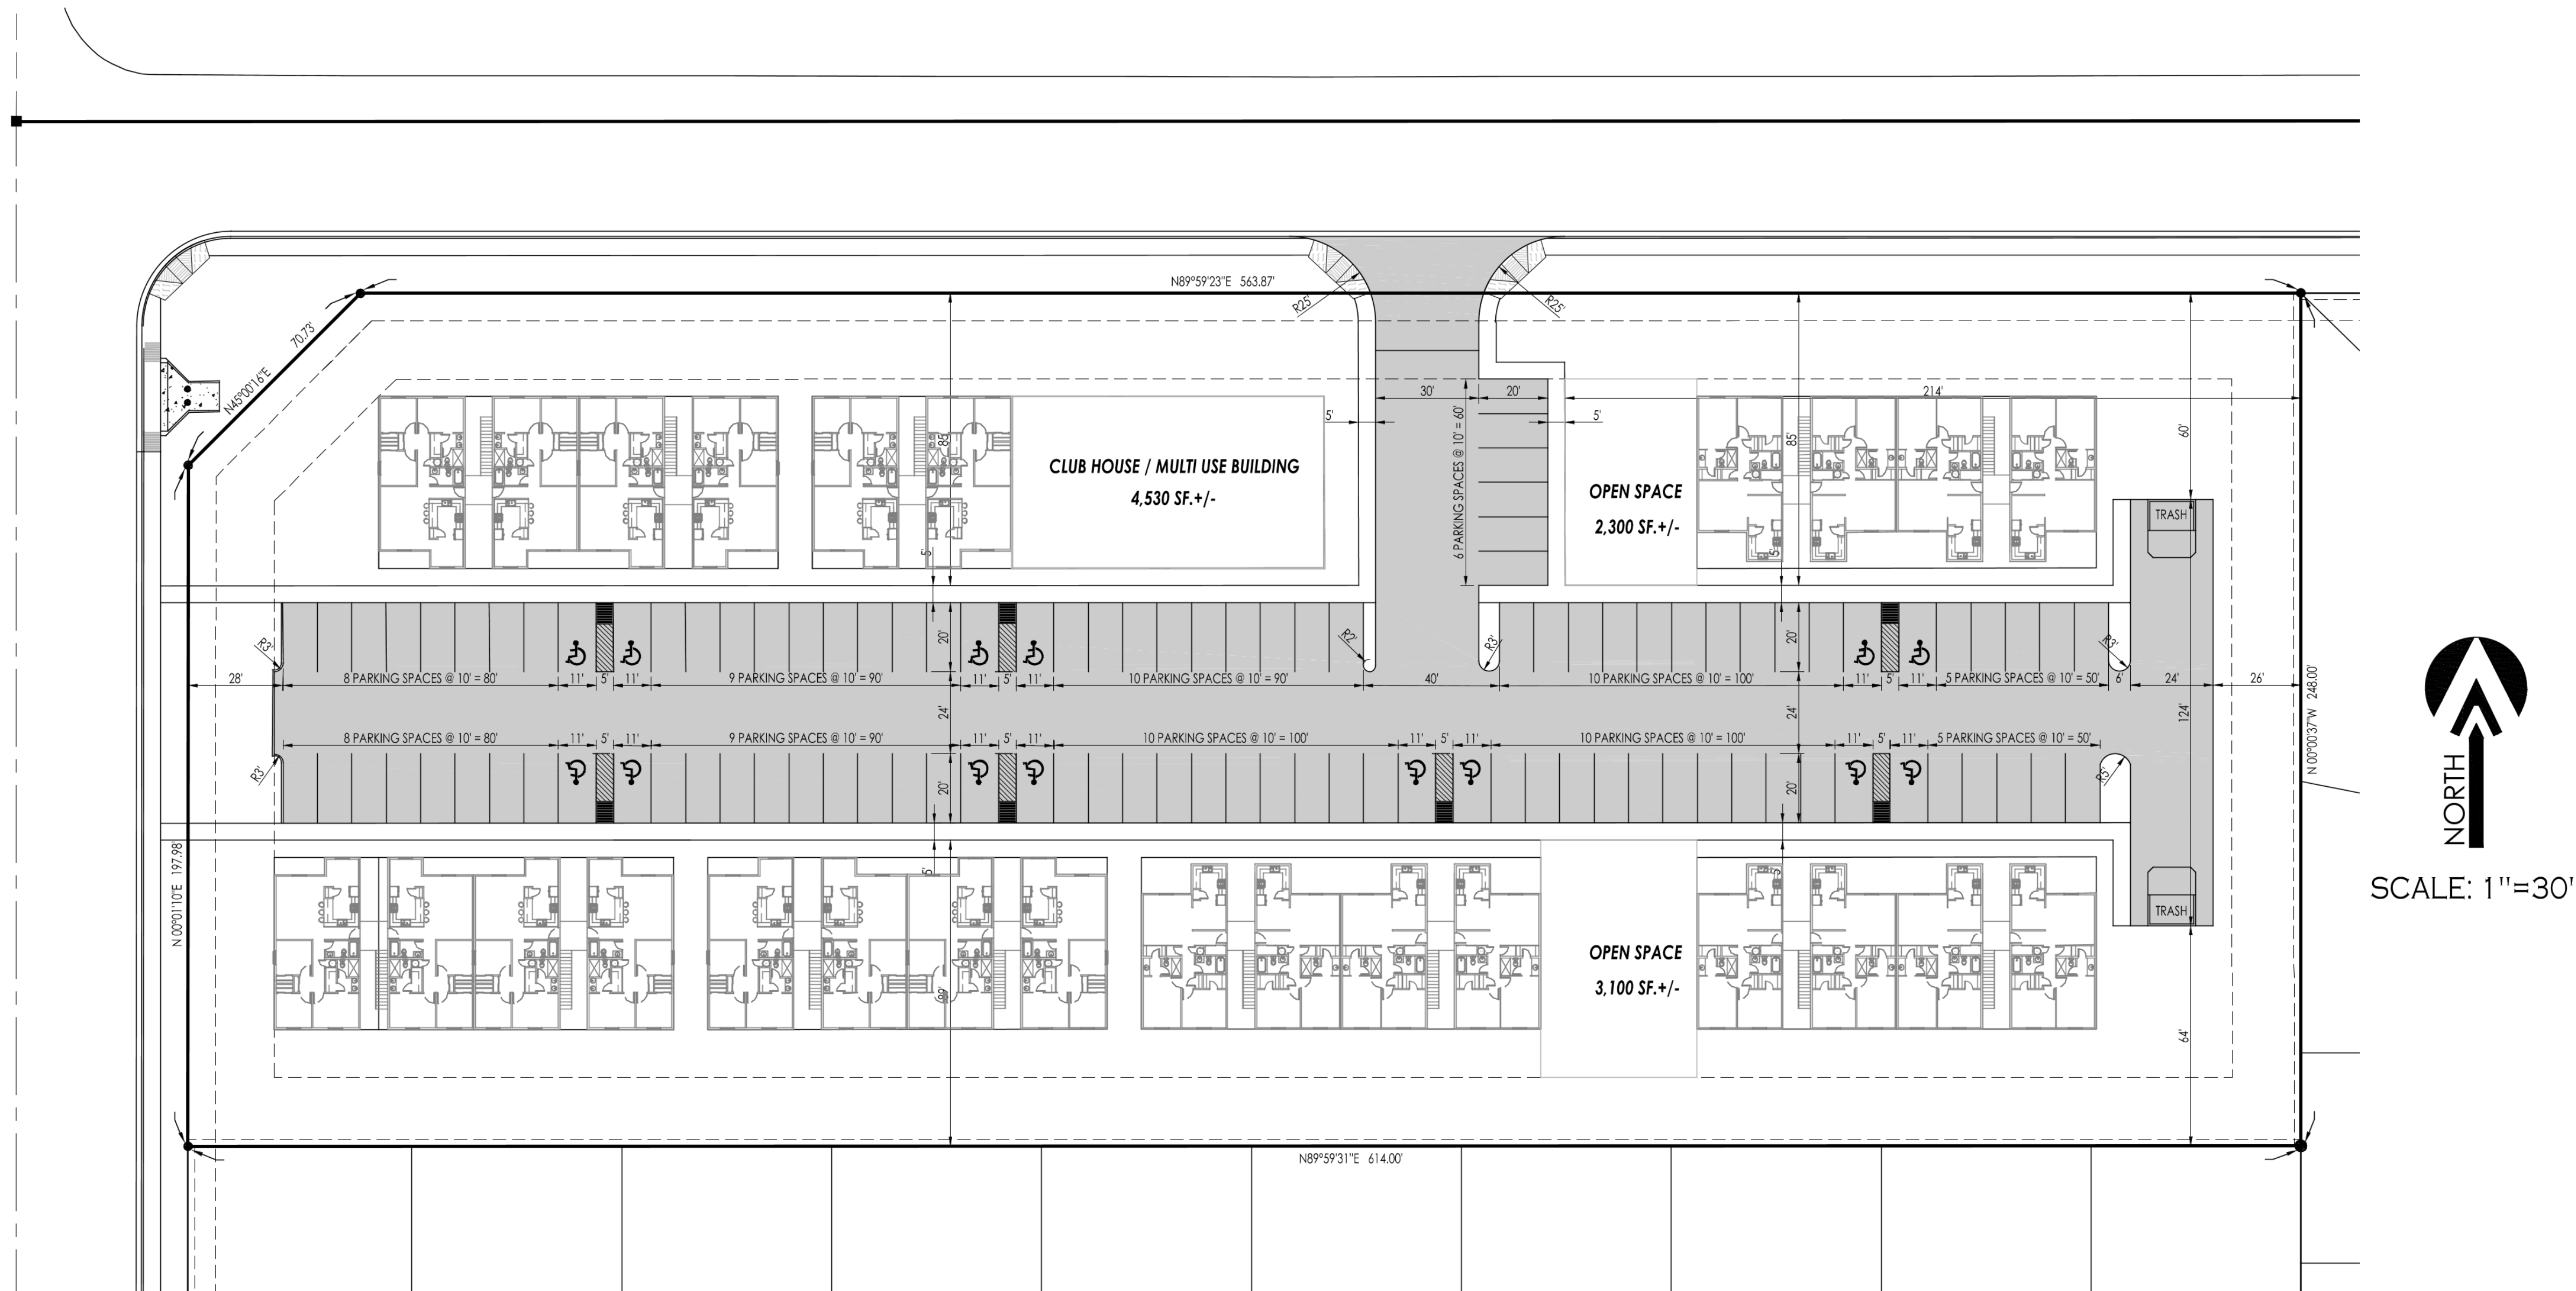 N89°59'23"E 563.87'
R25'
R25'
70.73'
N45°00'16"E
30'
20'
214'
5'
5'
60'
85'
85'
6 PARKING SPACES @ 10' = 60'
CLUB HOUSE / MULTI USE BUILDING
4,530 SF.+/-
OPEN SPACE
2,300 SF.+/-
TRASH
5'
5'
R3'
20'
R2'
R3'
20'
R3'
28'
8 PARKING SPACES @ 10' = 80'
11'
5'
11'
9 PARKING SPACES @ 10' = 90'
11'
5'
11'
10 PARKING SPACES @ 10' = 90'
40'
10 PARKING SPACES @ 10' = 100'
11'
5'
11'
5 PARKING SPACES @ 10' = 50'
6'
24'
26'
N 00°00'37"W 248.00'
24'
24'
124'
8 PARKING SPACES @ 10' = 80'
11'
5'
11'
9 PARKING SPACES @ 10' = 90'
11'
5'
11'
10 PARKING SPACES @ 10' = 100'
11'
5'
11'
10 PARKING SPACES @ 10' = 100'
11'
5'
11'
5 PARKING SPACES @ 10' = 50'
R3'
20'
20'
R5'
NORTH
SCALE: 1"=30'
N 00°01'10"E 197.98'
5'
5'
TRASH
OPEN SPACE
3,100 SF.+/-
89'
64'
N89°59'31"E 614.00'